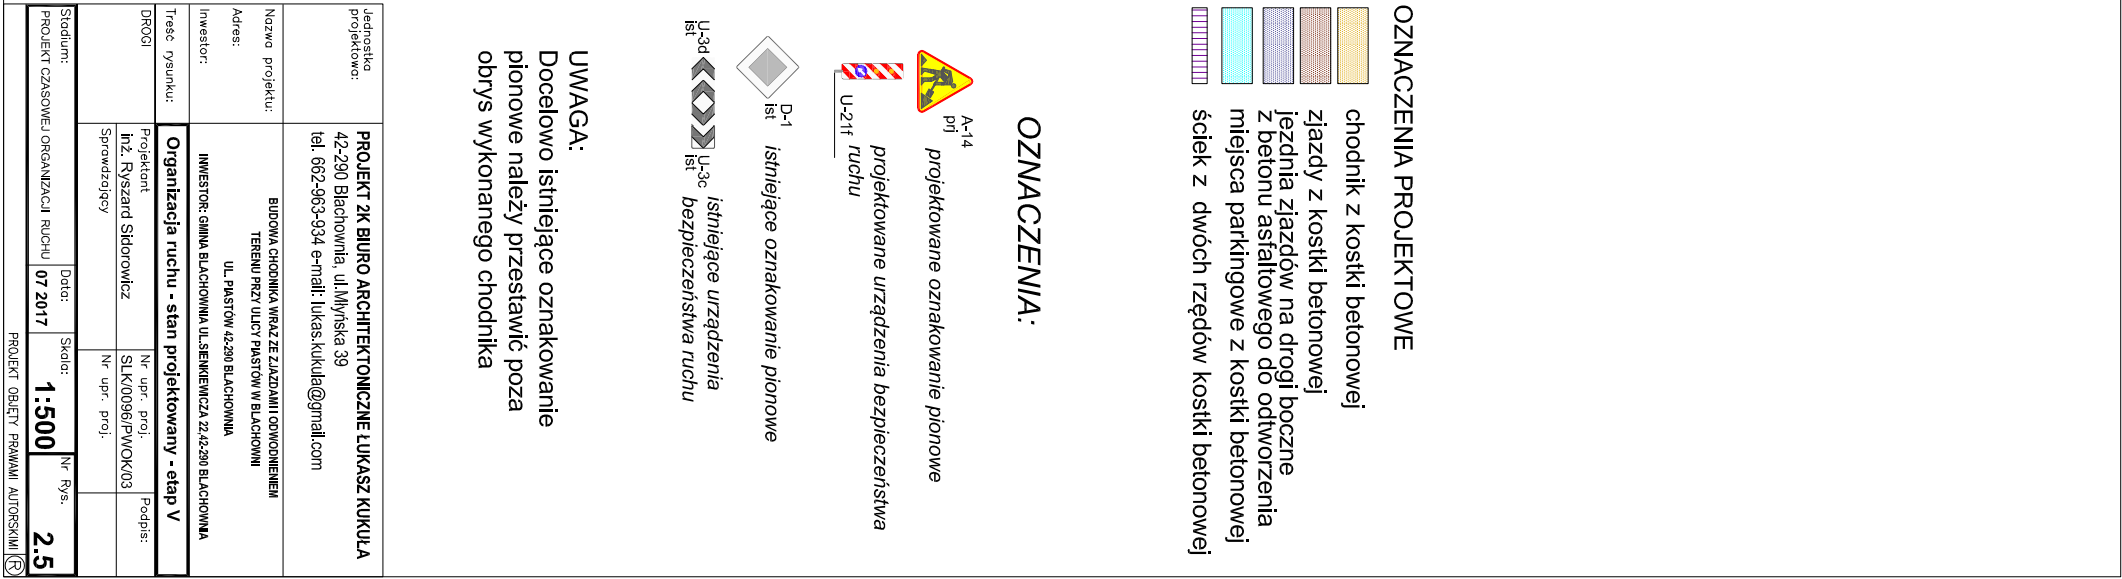 OZNACZENIA PROJEKTOWE
chodnik z kostki betonowej
zjazdy z kostki betonowej
jezdnia zjazdów na drogi boczne
z betonu asfaltowego do odtworzenia
miejsca parkingowe z kostki betonowej
ściek z dwóch rzędów kostki betonowej
OZNACZENIA:
A-14
prj
projektowane oznakowanie pionowe
U-21f
projektowane urządzenia bezpieczeństwa
ruchu
D-1
ist
istniejące oznakowanie pionowe
U-3d
ist
U-3c
ist
istniejące urządzenia
bezpieczeństwa ruchu
UWAGA:
Docelowo istniejące oznakowanie
pionowe należy przestawić poza
obrys wykonanego chodnika
Jednostka
projektowa:
PROJEKT 2K BIURO ARCHITEKTONICZNE ŁUKASZ KUKUŁA
42-290 Blachownia, ul.Młyńska 39
tel. 662-963-934 e-mail: lukas.kukula@gmail.com
Nazwa projektu:
BUDOWA CHODNIKA WRAZ ZE ZJAZDAMI I ODWODNIENIEM
TERENU PRZY ULICY PIASTÓW W BLACHOWNI
Adres:
UL. PIASTÓW 42-290 BLACHOWNIA
Inwestor:
INWESTOR: GMINA BLACHOWNIA UL.SIENKIEWICZA 22,42-290 BLACHOWNIA
Treść rysunku:
Organizacja ruchu - stan projektowany - etap V
DROGI
Projektant
Nr upr. proj.
Podpis:
inż. Ryszard Sidorowicz
SLK/0096/PWOK/03
Sprawdzający
Nr upr. proj.
Stadium:
PROJEKT CZASOWEJ ORGANIZACJI RUCHU
Data:
07 2017
Skala:
1:500
Nr Rys.
2.5
PROJEKT OBJĘTY PRAWAMI AUTORSKIMI ®